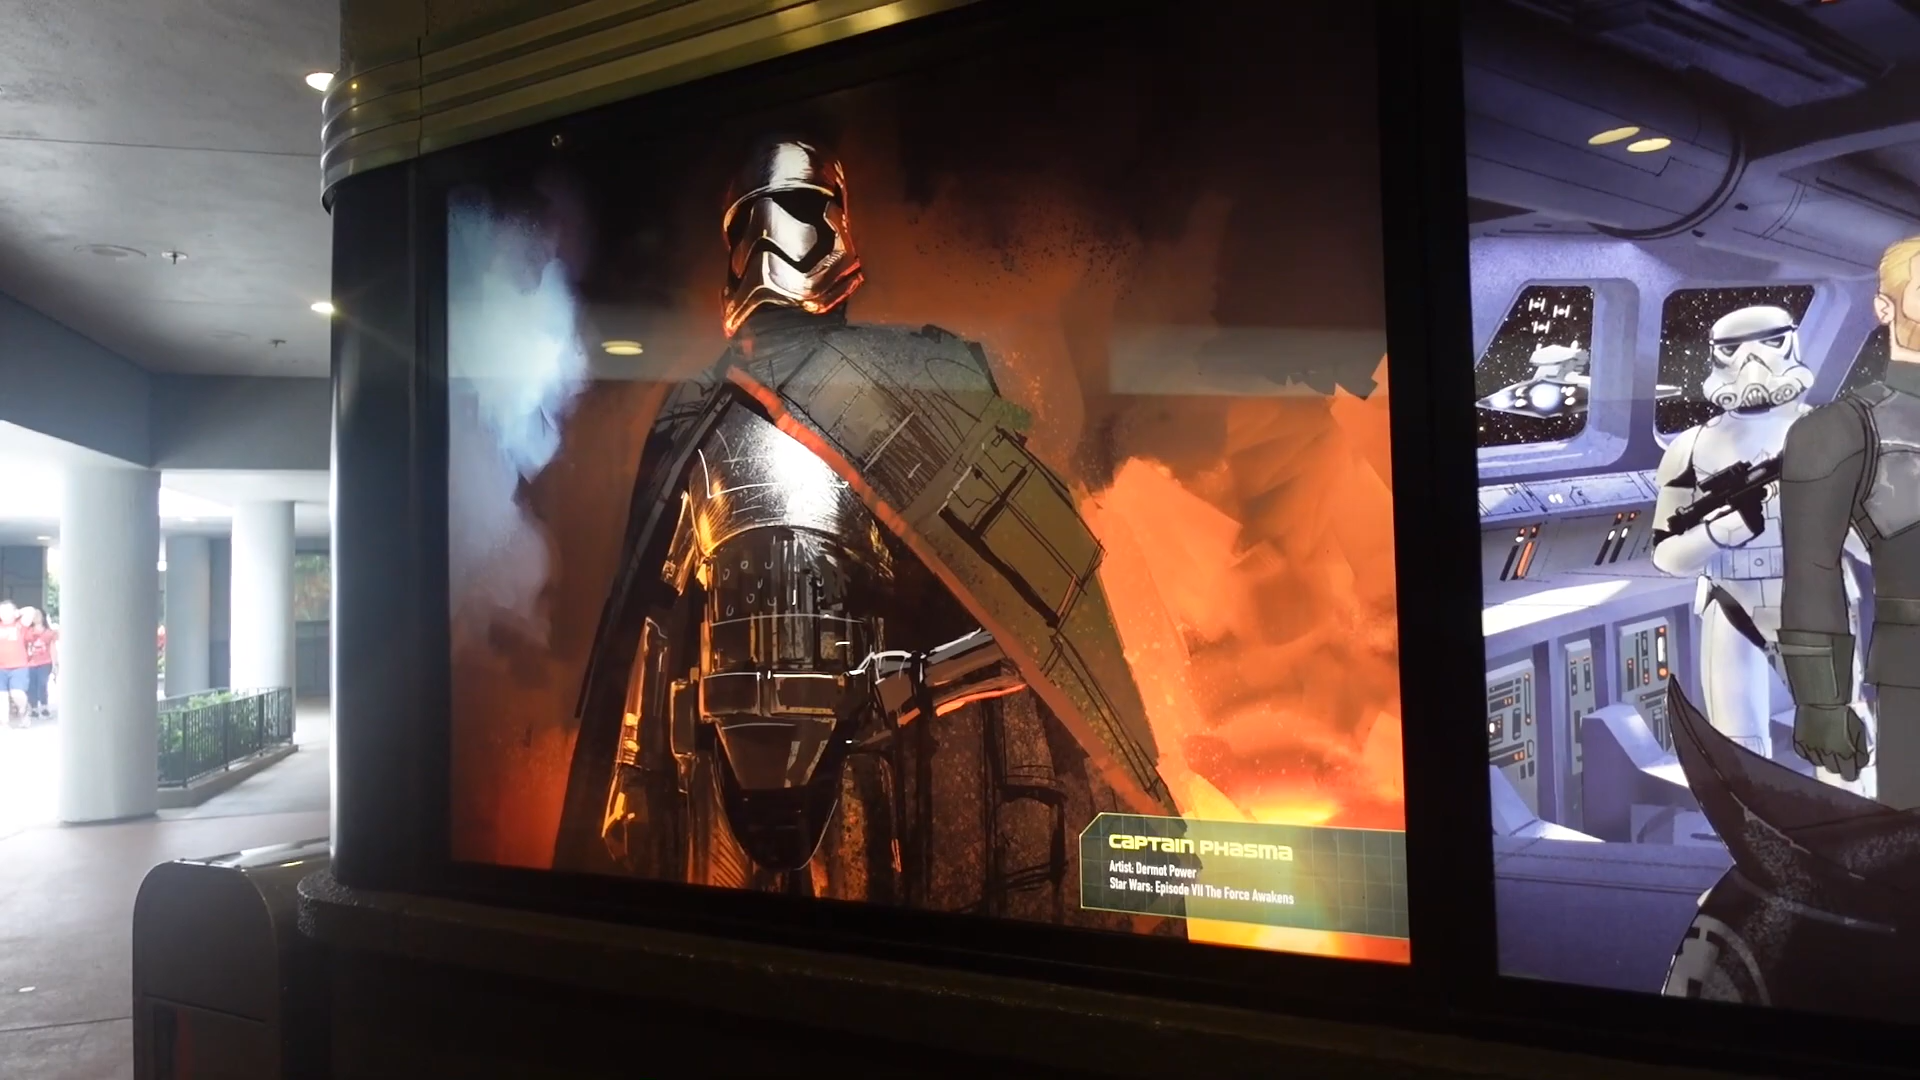 CAPTAIN PHASMA
Artist: Dermot Power
Star Wars: Episode VII The Force Awakens